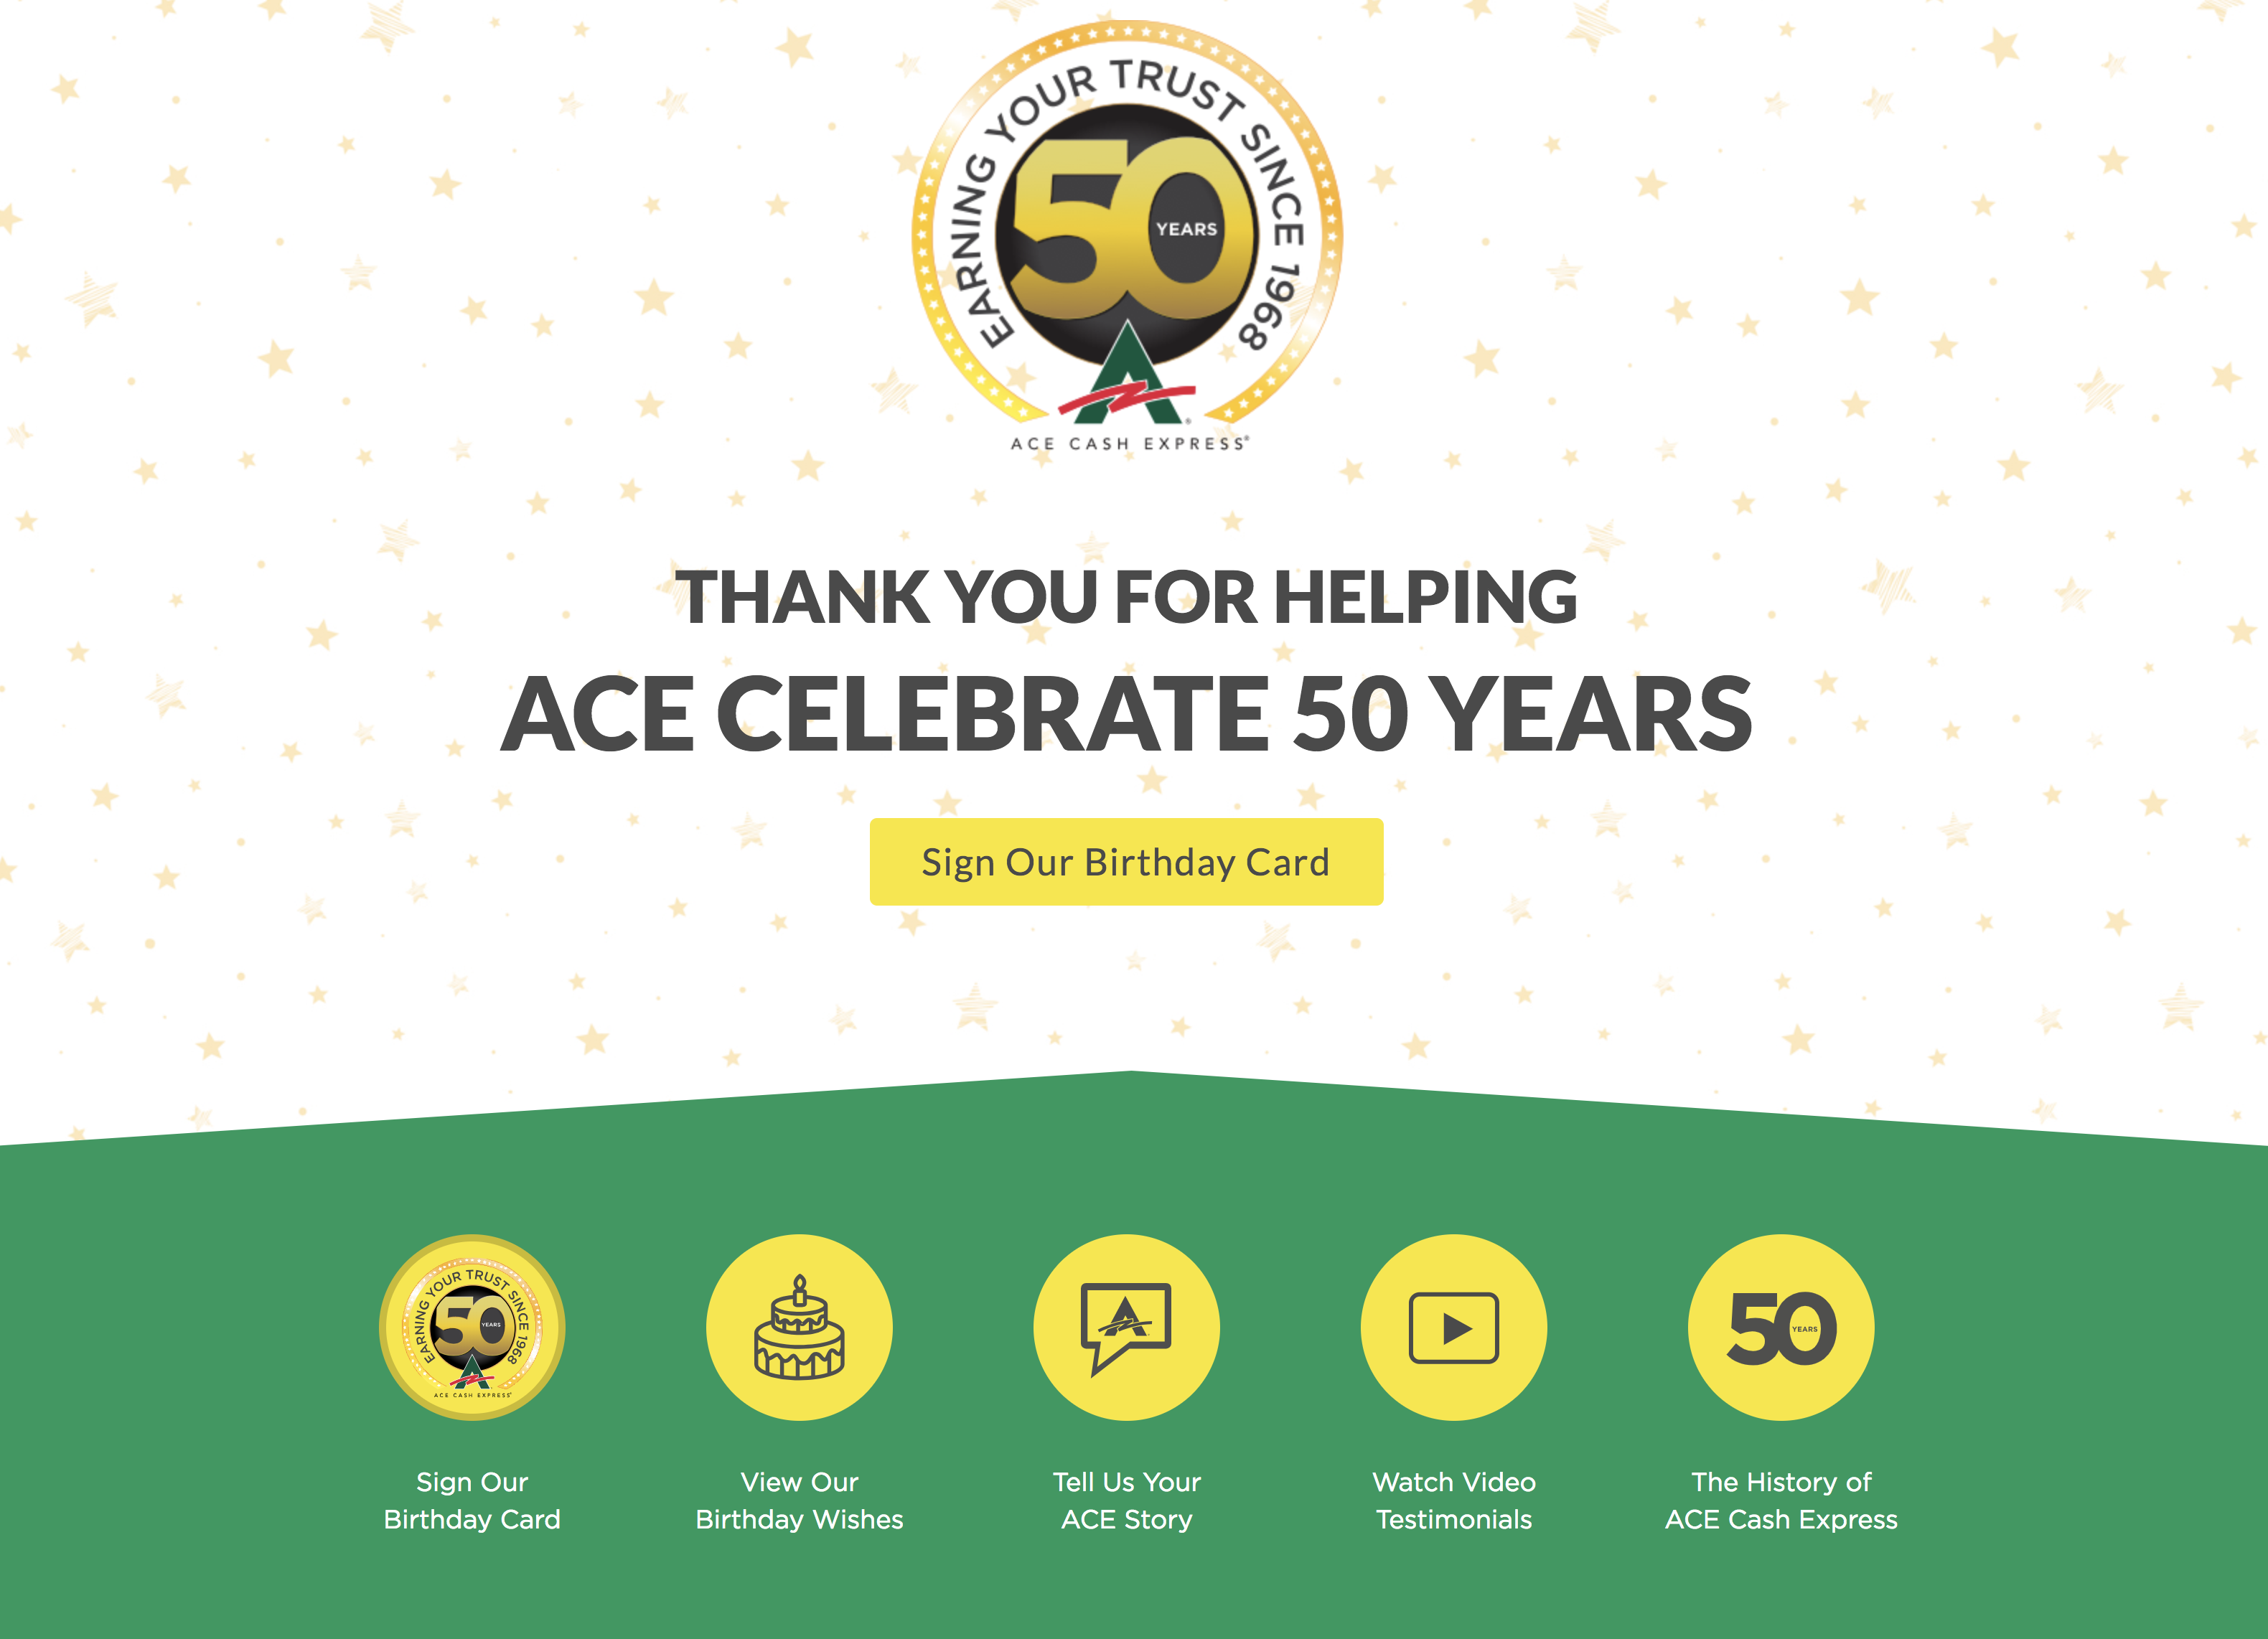 EARNING YOUR TRUST SINCE 1968
50
YEARS
ACE CASH EXPRESS®
THANK YOU FOR HELPING
ACE CELEBRATE 50 YEARS
Sign Our Birthday Card
EARNING YOUR TRUST SINCE 1968
50
YEARS
ACE CASH EXPRESS®
50
YEARS
Sign Our
Birthday Card
View Our
Birthday Wishes
Tell Us Your
ACE Story
Watch Video
Testimonials
The History of
ACE Cash Express